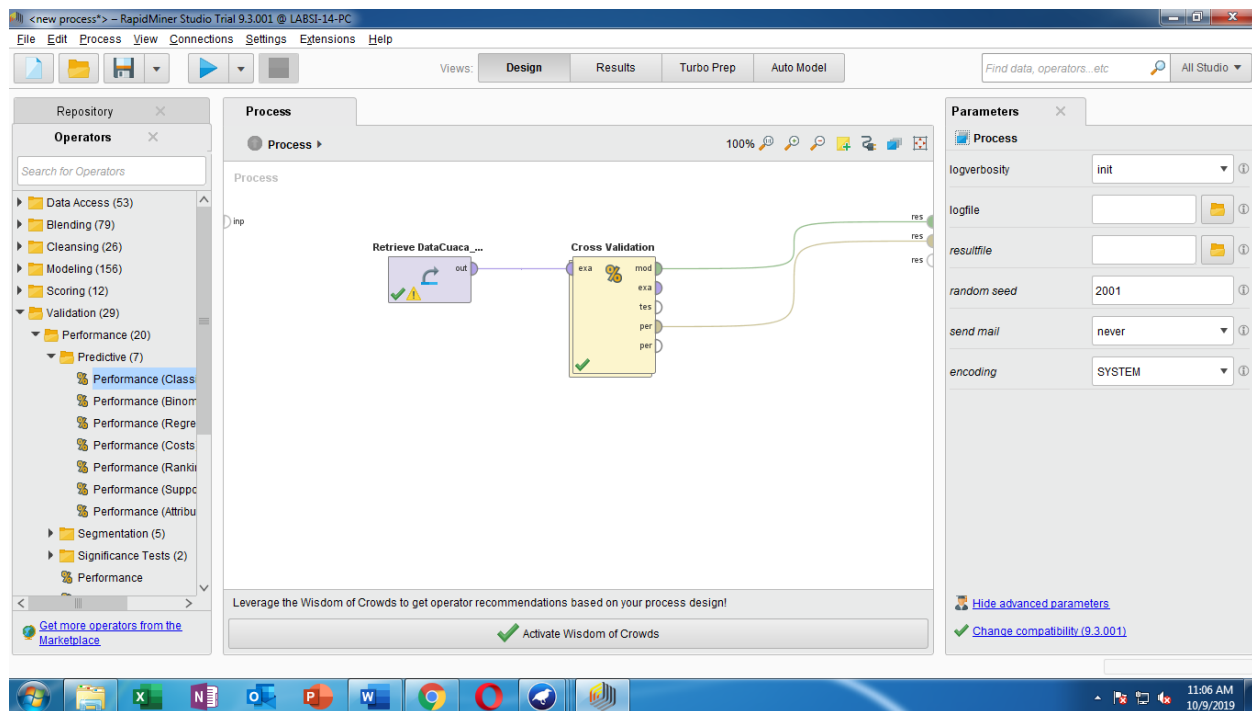 <new process*> – RapidMiner Studio Trial 9.3.001 @ LABSI-14-PC
File Edit Process View Connections Settings Extensions Help
Views: Design Results Turbo Prep Auto Model
Find data, operators...etc
All Studio
Repository
Operators
Search for Operators
Data Access (53)
Blending (79)
Cleansing (26)
Modeling (156)
Scoring (12)
Validation (29)
Performance (20)
Predictive (7)
Performance (Class
Performance (Binom
Performance (Regre
Performance (Costs
Performance (Rankin
Performance (Suppo
Performance (Attribu
Segmentation (5)
Significance Tests (2)
Performance
Get more operators from the
Marketplace
Process
Process
100%
Process
inp
Retrieve DataCuaca_...
out
Cross Validation
exa
mod
exa
tes
per
per
res
res
res
Leverage the Wisdom of Crowds to get operator recommendations based on your process design!
Activate Wisdom of Crowds
Parameters
Process
logverbosity
init
logfile
resultfile
random seed
2001
send mail
never
encoding
SYSTEM
Hide advanced parameters
Change compatibility (9.3.001)
11:06 AM
10/9/2019